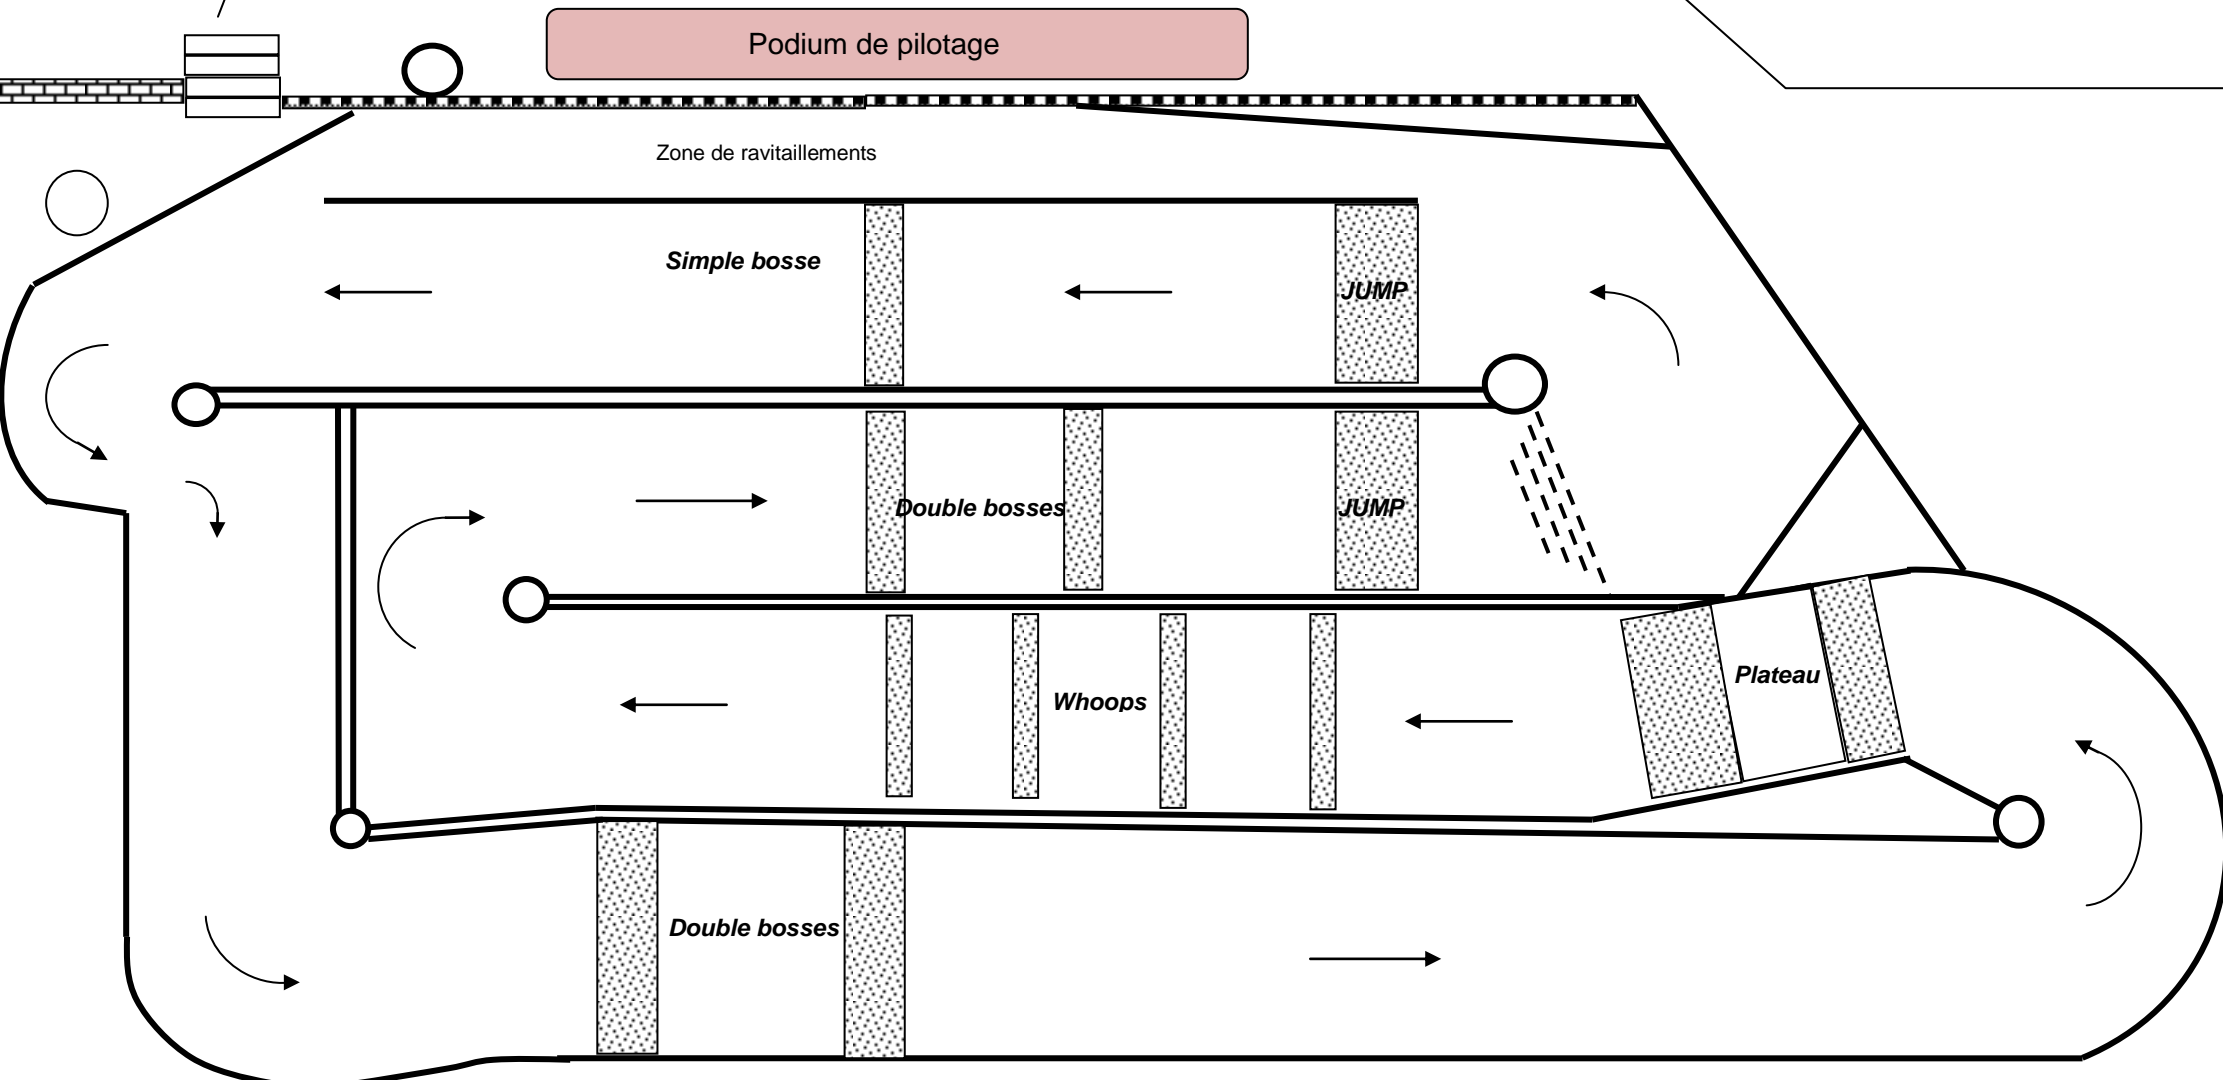 Podium de pilotage
Zone de ravitaillements
Simple bosse
JUMP
Double bosses
JUMP
Whoops
Plateau
Double bosses